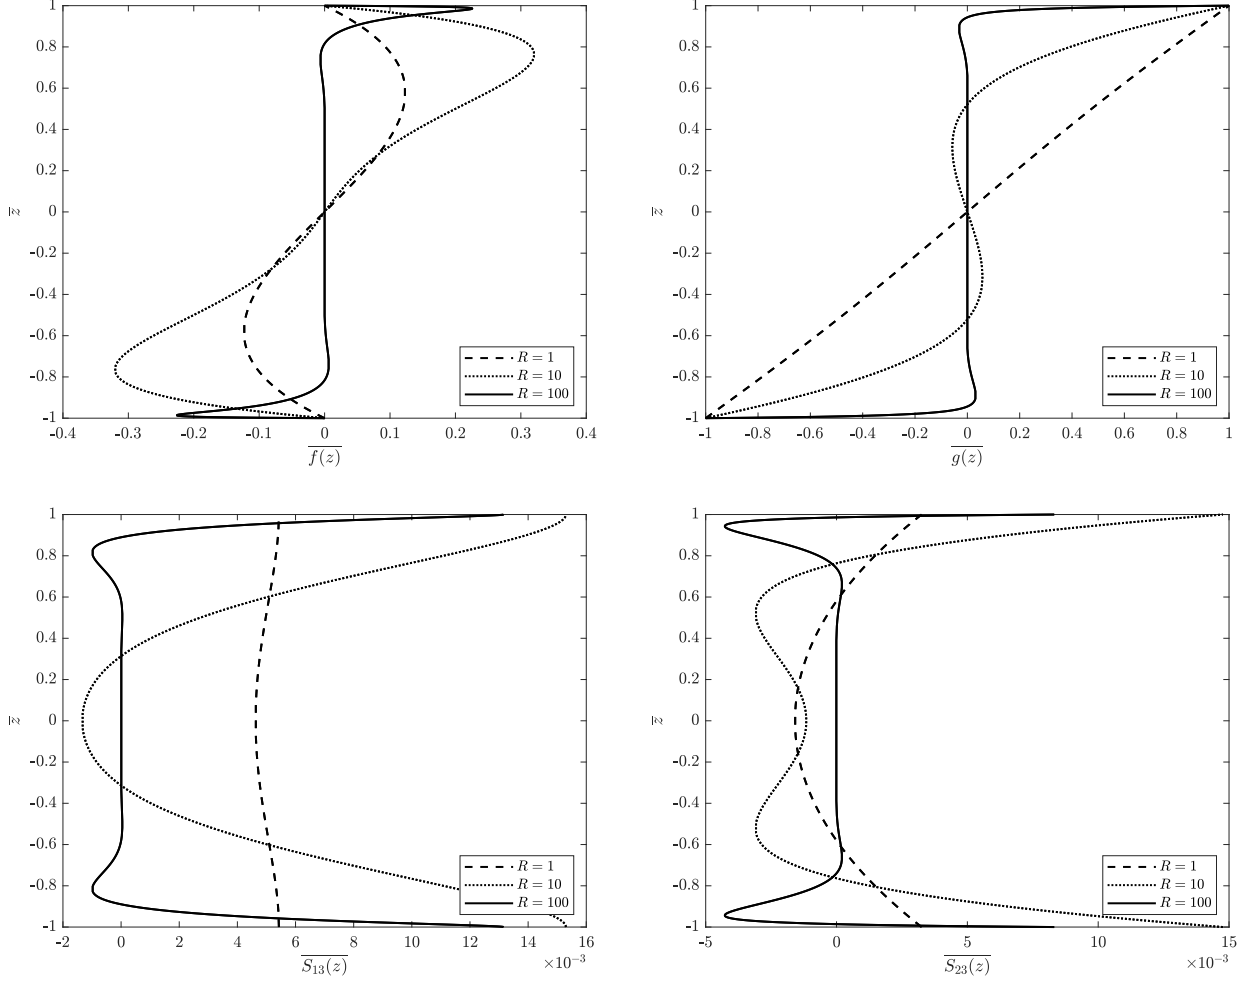 1
0.8
0.6
0.4
0.2
0
-0.2
-0.4
-0.6
-0.8
-1
z̅
-0.4 -0.3 -0.2 -0.1 0 0.1 0.2 0.3 0.4
f(z)
R = 1
R = 10
R = 100
1
0.8
0.6
0.4
0.2
0
-0.2
-0.4
-0.6
-0.8
-1
z̅
-1 -0.8 -0.6 -0.4 -0.2 0 0.2 0.4 0.6 0.8 1
g(z)
R = 1
R = 10
R = 100
1
0.8
0.6
0.4
0.2
0
-0.2
-0.4
-0.6
-0.8
-1
z̅
-2 0 2 4 6 8 10 12 14 16
S₁₃(z)
×10⁻³
R = 1
R = 10
R = 100
1
0.8
0.6
0.4
0.2
0
-0.2
-0.4
-0.6
-0.8
-1
z̅
-5 0 5 10 15
S₂₃(z)
×10⁻³
R = 1
R = 10
R = 100